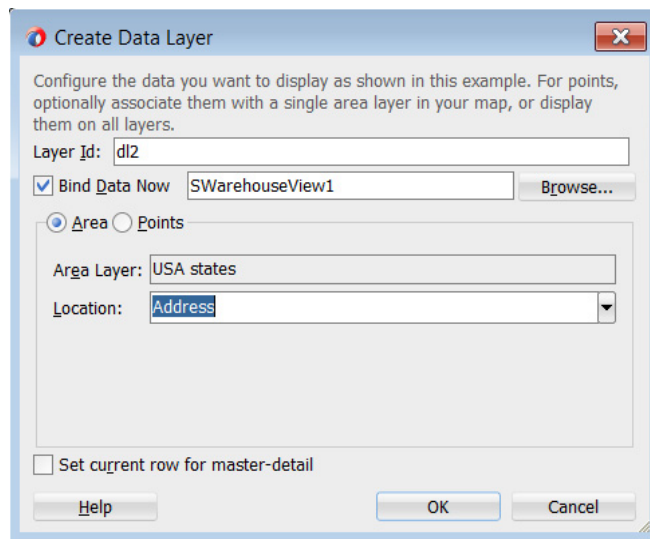 Create Data Layer
Configure the data you want to display as shown in this example. For points,
optionally associate them with a single area layer in your map, or display
them on all layers.
Layer Id: dl2
Bind Data Now SWarehouseView1 Browse...
Area Points
Area Layer: USA states
Location: Address
Set current row for master-detail
Help OK Cancel